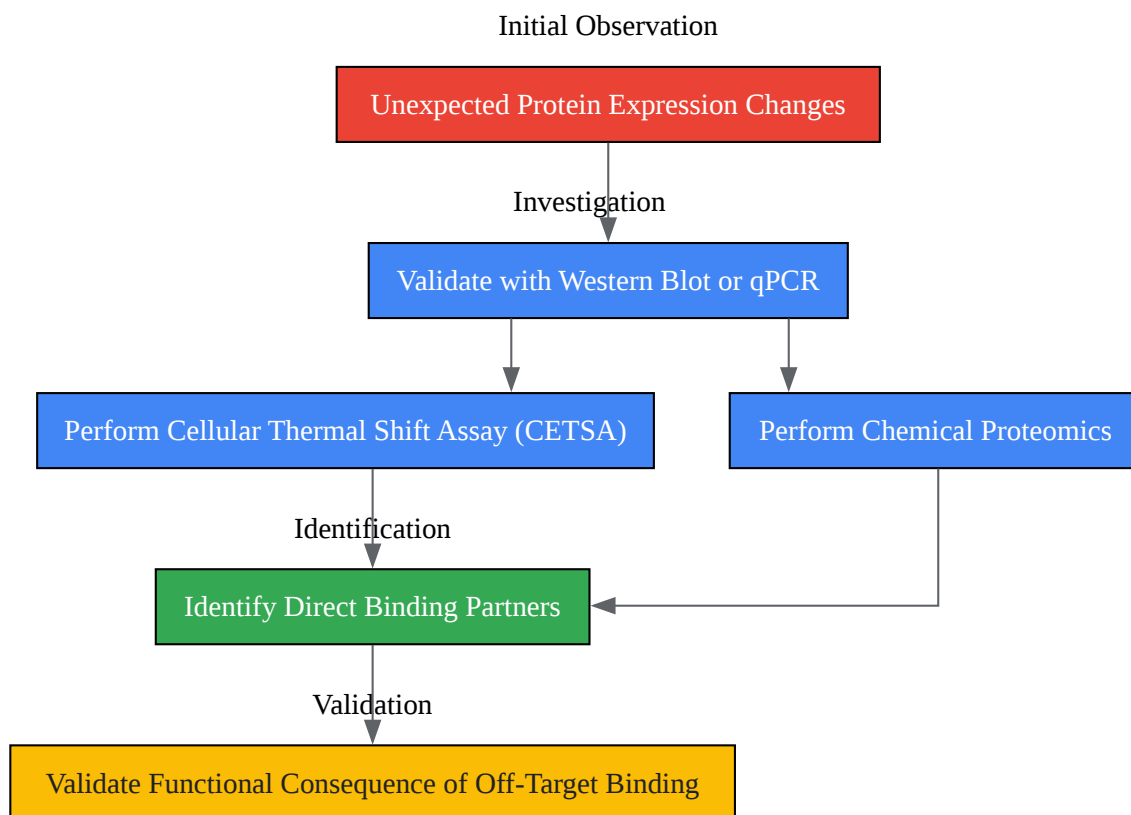 Initial Observation
Unexpected Protein Expression Changes
Investigation
Validate with Western Blot or qPCR
Perform Cellular Thermal Shift Assay (CETSA)
Perform Chemical Proteomics
Identification
Identify Direct Binding Partners
Validation
Validate Functional Consequence of Off-Target Binding